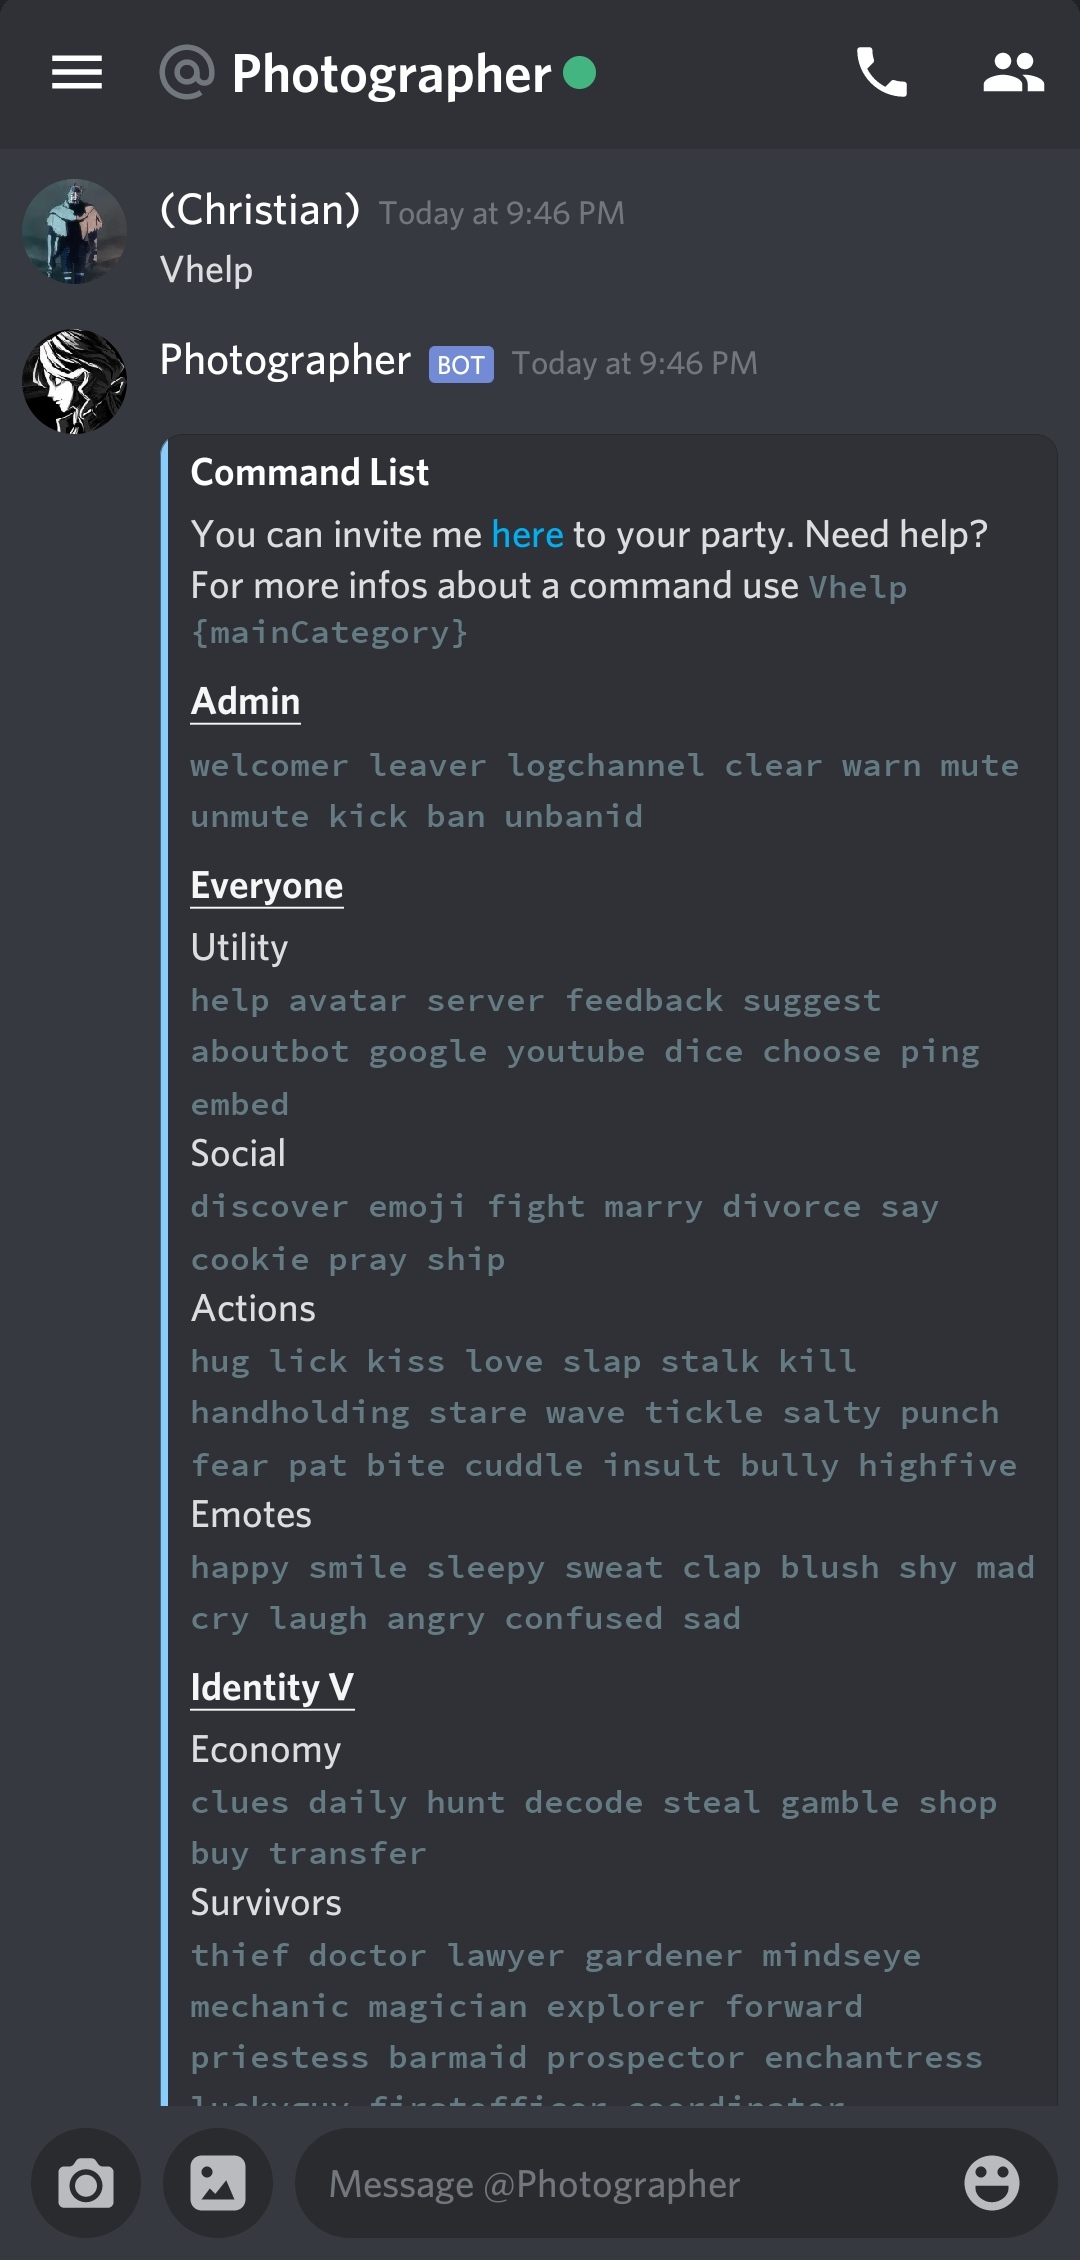 @ Photographer
(Christian) Today at 9:46 PM
Vhelp
Photographer BOT Today at 9:46 PM
Command List
You can invite me here to your party. Need help?
For more infos about a command use Vhelp
{mainCategory}
Admin
welcomer leaver logchannel clear warn mute
unmute kick ban unbanid
Everyone
Utility
help avatar server feedback suggest
aboutbot google youtube dice choose ping
embed
Social
discover emoji fight marry divorce say
cookie pray ship
Actions
hug lick kiss love slap stalk kill
handholding stare wave tickle salty punch
fear pat bite cuddle insult bully highfive
Emotes
happy smile sleepy sweat clap blush shy mad
cry laugh angry confused sad
Identity V
Economy
clues daily hunt decode steal gamble shop
buy transfer
Survivors
thief doctor lawyer gardener mindseye
mechanic magician explorer forward
priestess barmaid prospector enchantress
luckyguy firstofficer coordinator
Message @Photographer